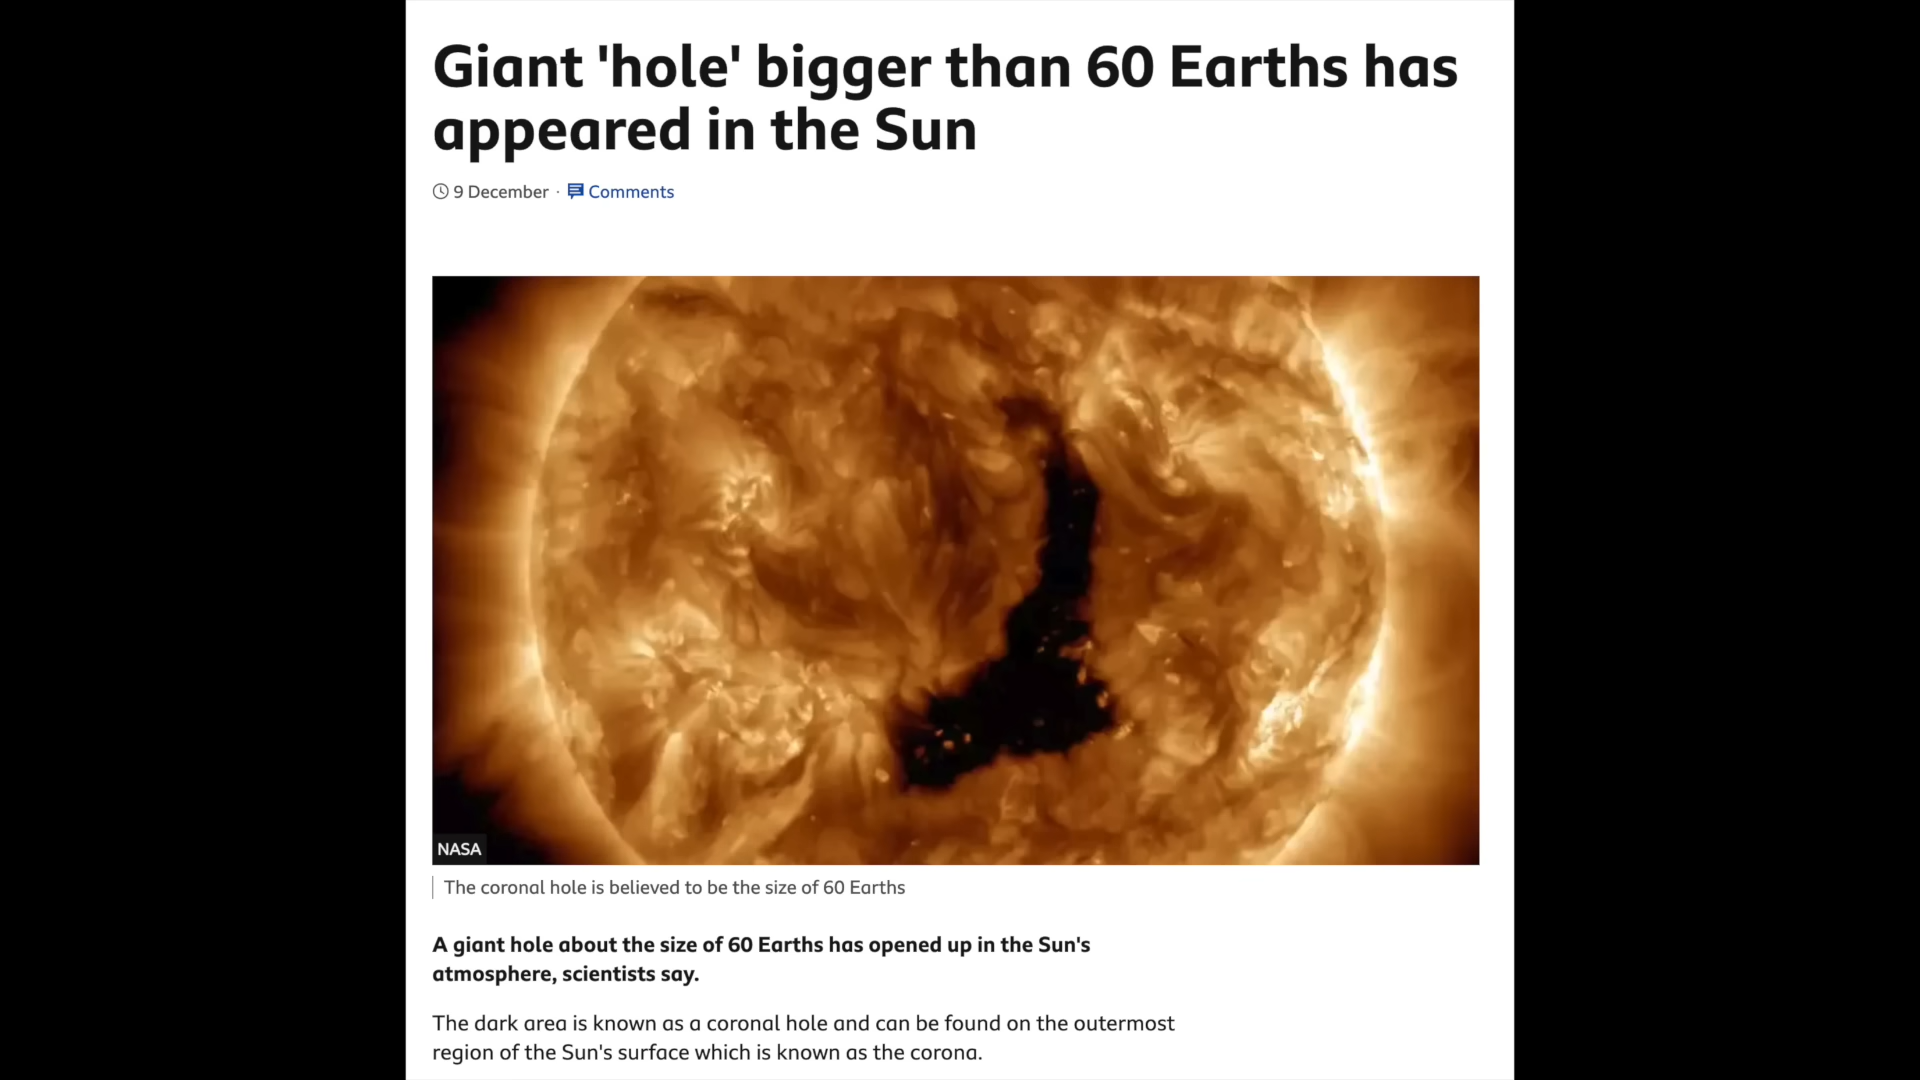 Giant 'hole' bigger than 60 Earths has
appeared in the Sun
9 December · Comments
NASA
The coronal hole is believed to be the size of 60 Earths
A giant hole about the size of 60 Earths has opened up in the Sun's
atmosphere, scientists say.
The dark area is known as a coronal hole and can be found on the outermost
region of the Sun's surface which is known as the corona.